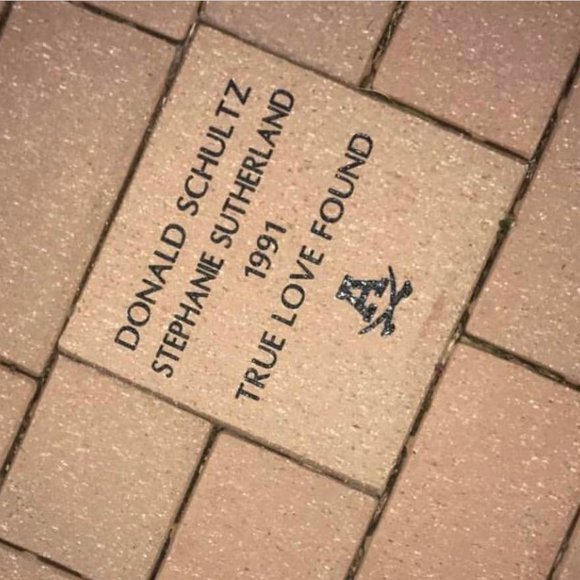 DONALD SCHULTZ
STEPHANIE SUTHERLAND
1991
TRUE LOVE FOUND
A